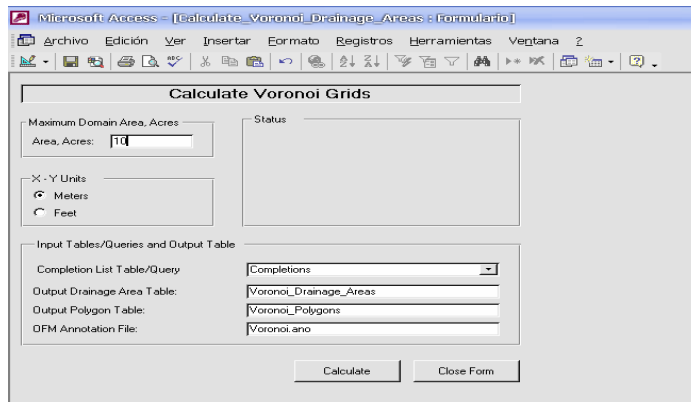 Microsoft Access - [Calculate_Voronoi_Drainage_Areas : Formulario]
Archivo Edición Ver Insertar Formato Registros Herramientas Ventana ?
Calculate Voronoi Grids
Maximum Domain Area, Acres
Area, Acres: 10
Status
X - Y Units
Meters
Feet
Input Tables/Queries and Output Table
Completion List Table/Query Completions
Output Drainage Area Table: Voronoi_Drainage_Areas
Output Polygon Table: Voronoi_Polygons
OFM Annotation File: Voronoi.ano
Calculate Close Form